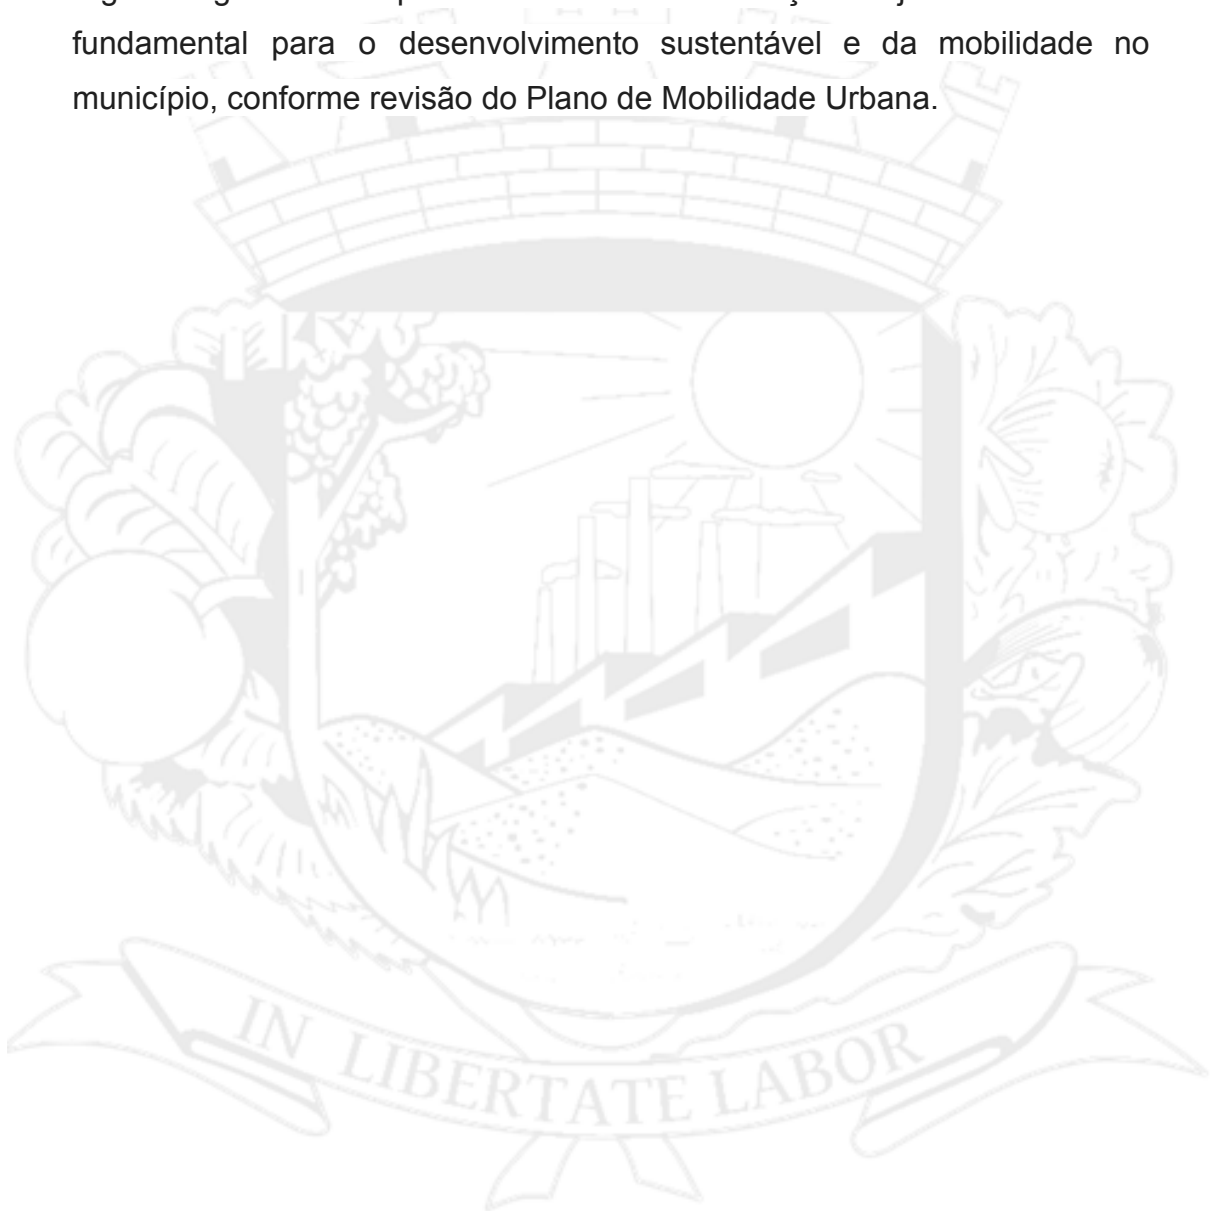 fundamental para o desenvolvimento sustentável e da mobilidade no
município, conforme revisão do Plano de Mobilidade Urbana.
IN LIBERTATE LABOR